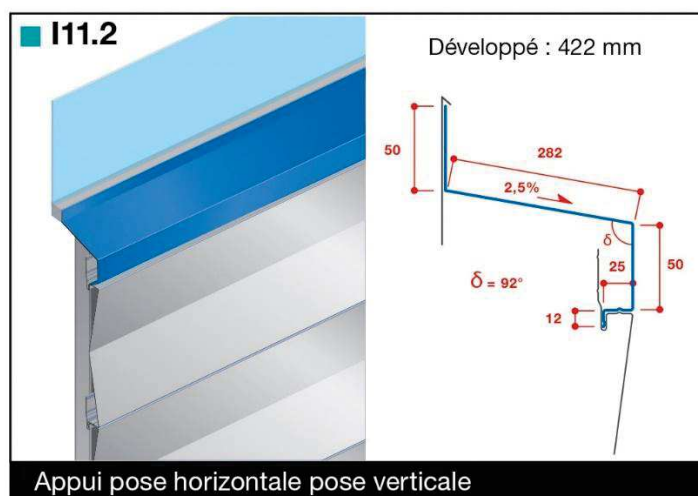 I11.2
Développé : 422 mm
50
282
2,5%
δ
25
50
δ = 92°
12
Appui pose horizontale pose verticale